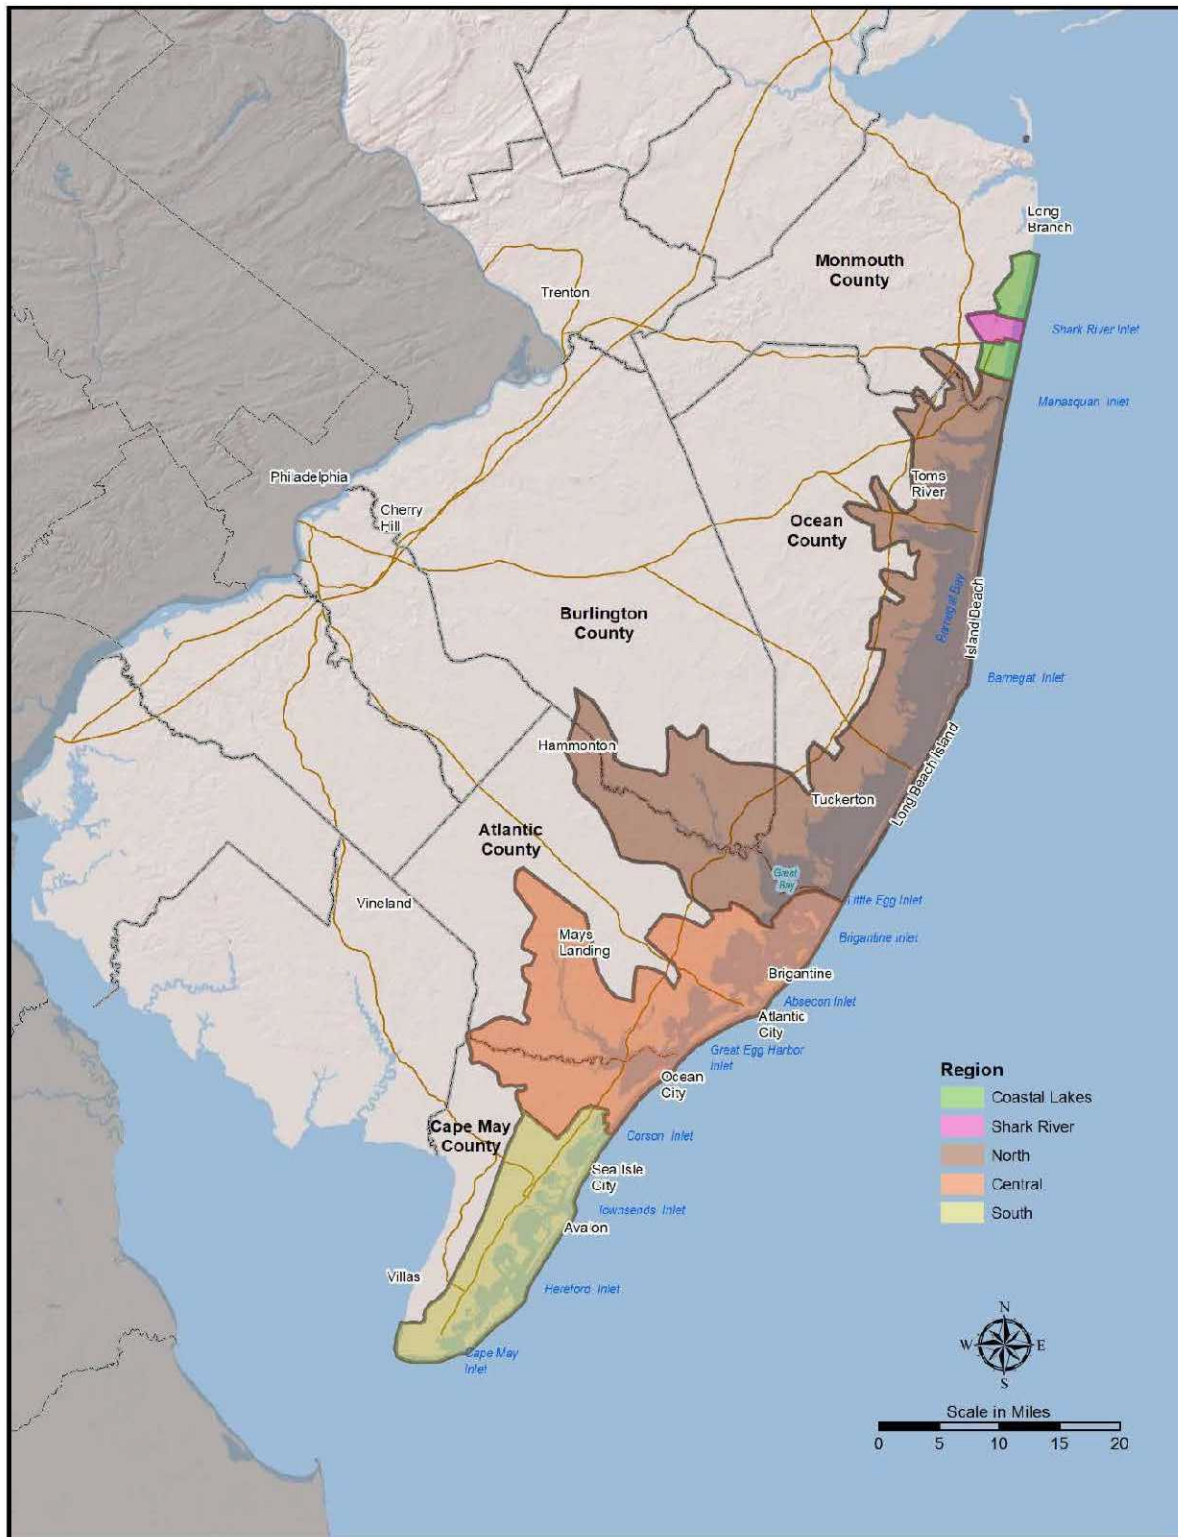 Long
Branch
Monmouth
County
Trenton
Shark River Inlet
Manasquan Inlet
Philadelphia
Toms
River
Cherry
Hill
Ocean
County
Burlington
County
Barnegat Bay
Island Beach
Barnegat Inlet
Hammonton
Long Beach Island
Tuckerton
Atlantic
County
Great
Bay
Vineland
Little Egg Inlet
Mays
Landing
Brigantine Inlet
Brigantine
Absecon Inlet
Atlantic
City
Great Egg Harbor
Inlet
Ocean
City
Region
Coastal Lakes
Shark River
North
Central
South
Cape May
County
Corson Inlet
Sea Isle
City
Townsends Inlet
Avalon
Villas
Hereford Inlet
Cape May
Inlet
N
W
E
S
Scale in Miles
0 5 10 15 20